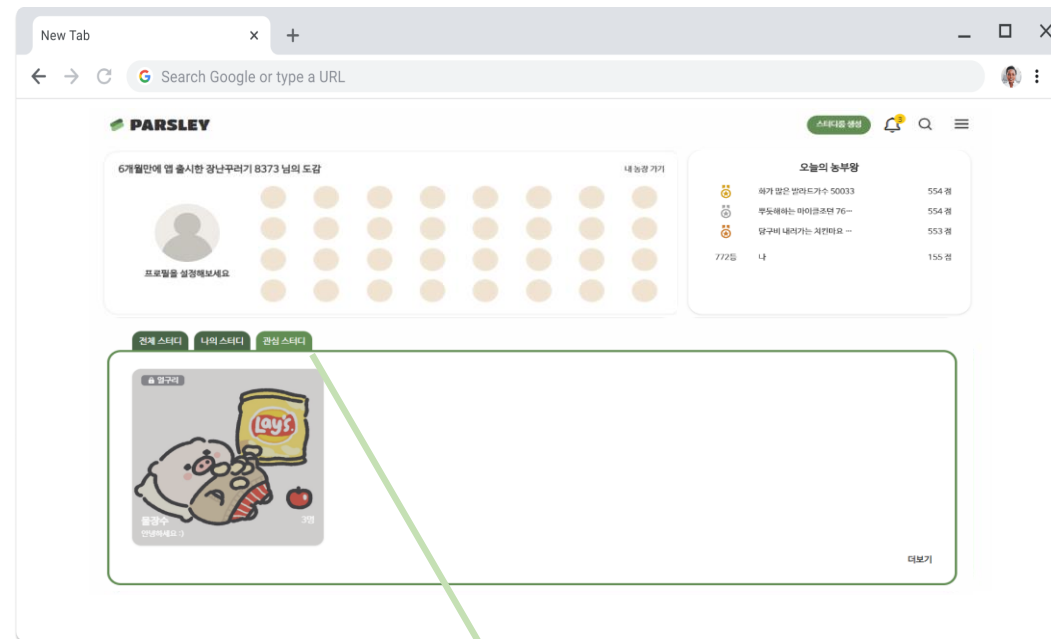 New Tab
Search Google or type a URL
PARSLEY
스터디룸 생성
3
6개월만에 앱 출시한 장난꾸러기 8373 님의 도감
내 농장 가기
프로필을 설정해보세요
오늘의 농부왕
화가 많은 발라드가수 50033
554 점
뿌듯해하는 마이클조던 76…
554 점
닭구비 내러가는 치킨마요 …
553 점
772등
나
155 점
전체 스터디
나의 스터디
관심 스터디
열구리
Lay's
물장수
3명
안녕하세요 :)
더보기